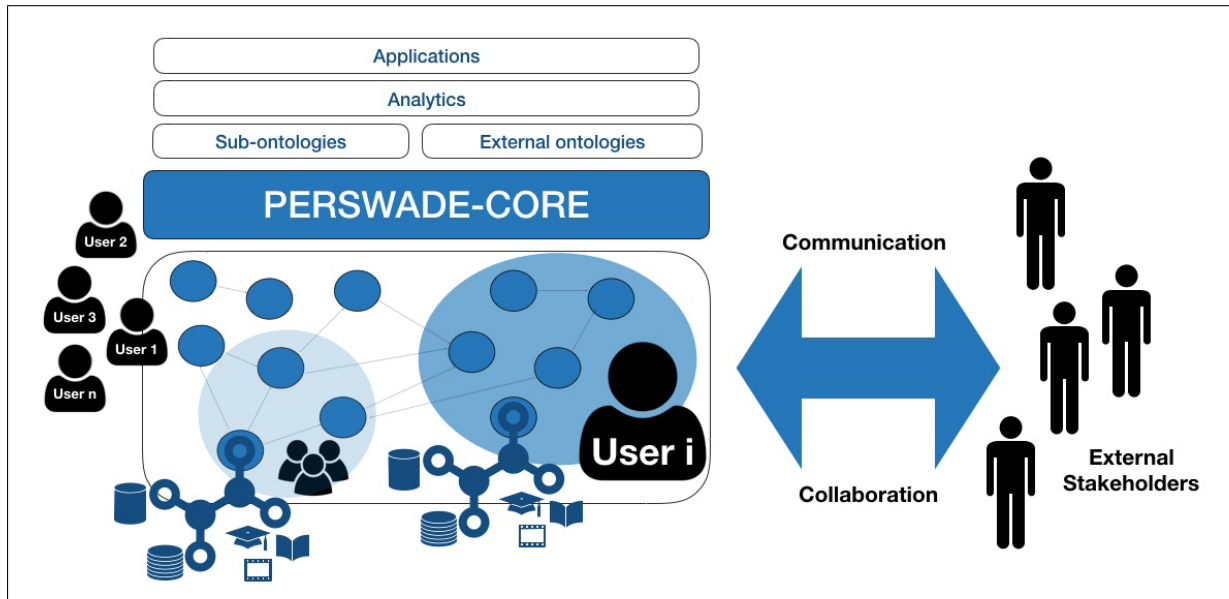 Applications
Analytics
Sub-ontologies
External ontologies
PERSWADE-CORE
User 2
User 3
User 1
User n
User i
Communication
Collaboration
External
Stakeholders